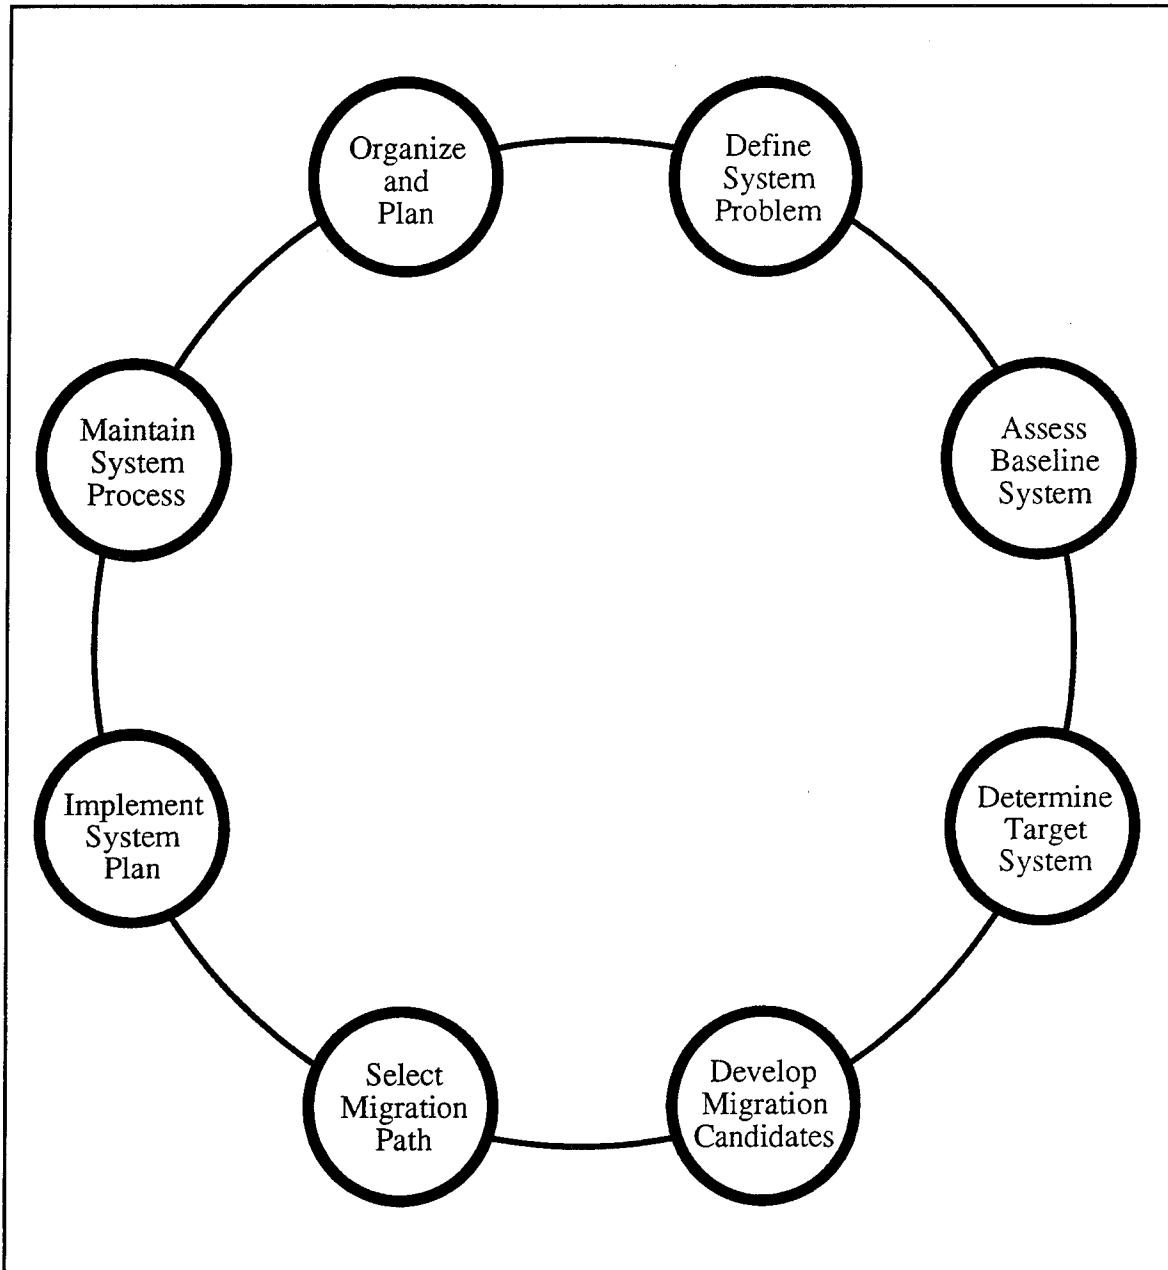 Organize
and
Plan
Define
System
Problem
Assess
Baseline
System
Determine
Target
System
Develop
Migration
Candidates
Select
Migration
Path
Implement
System
Plan
Maintain
System
Process